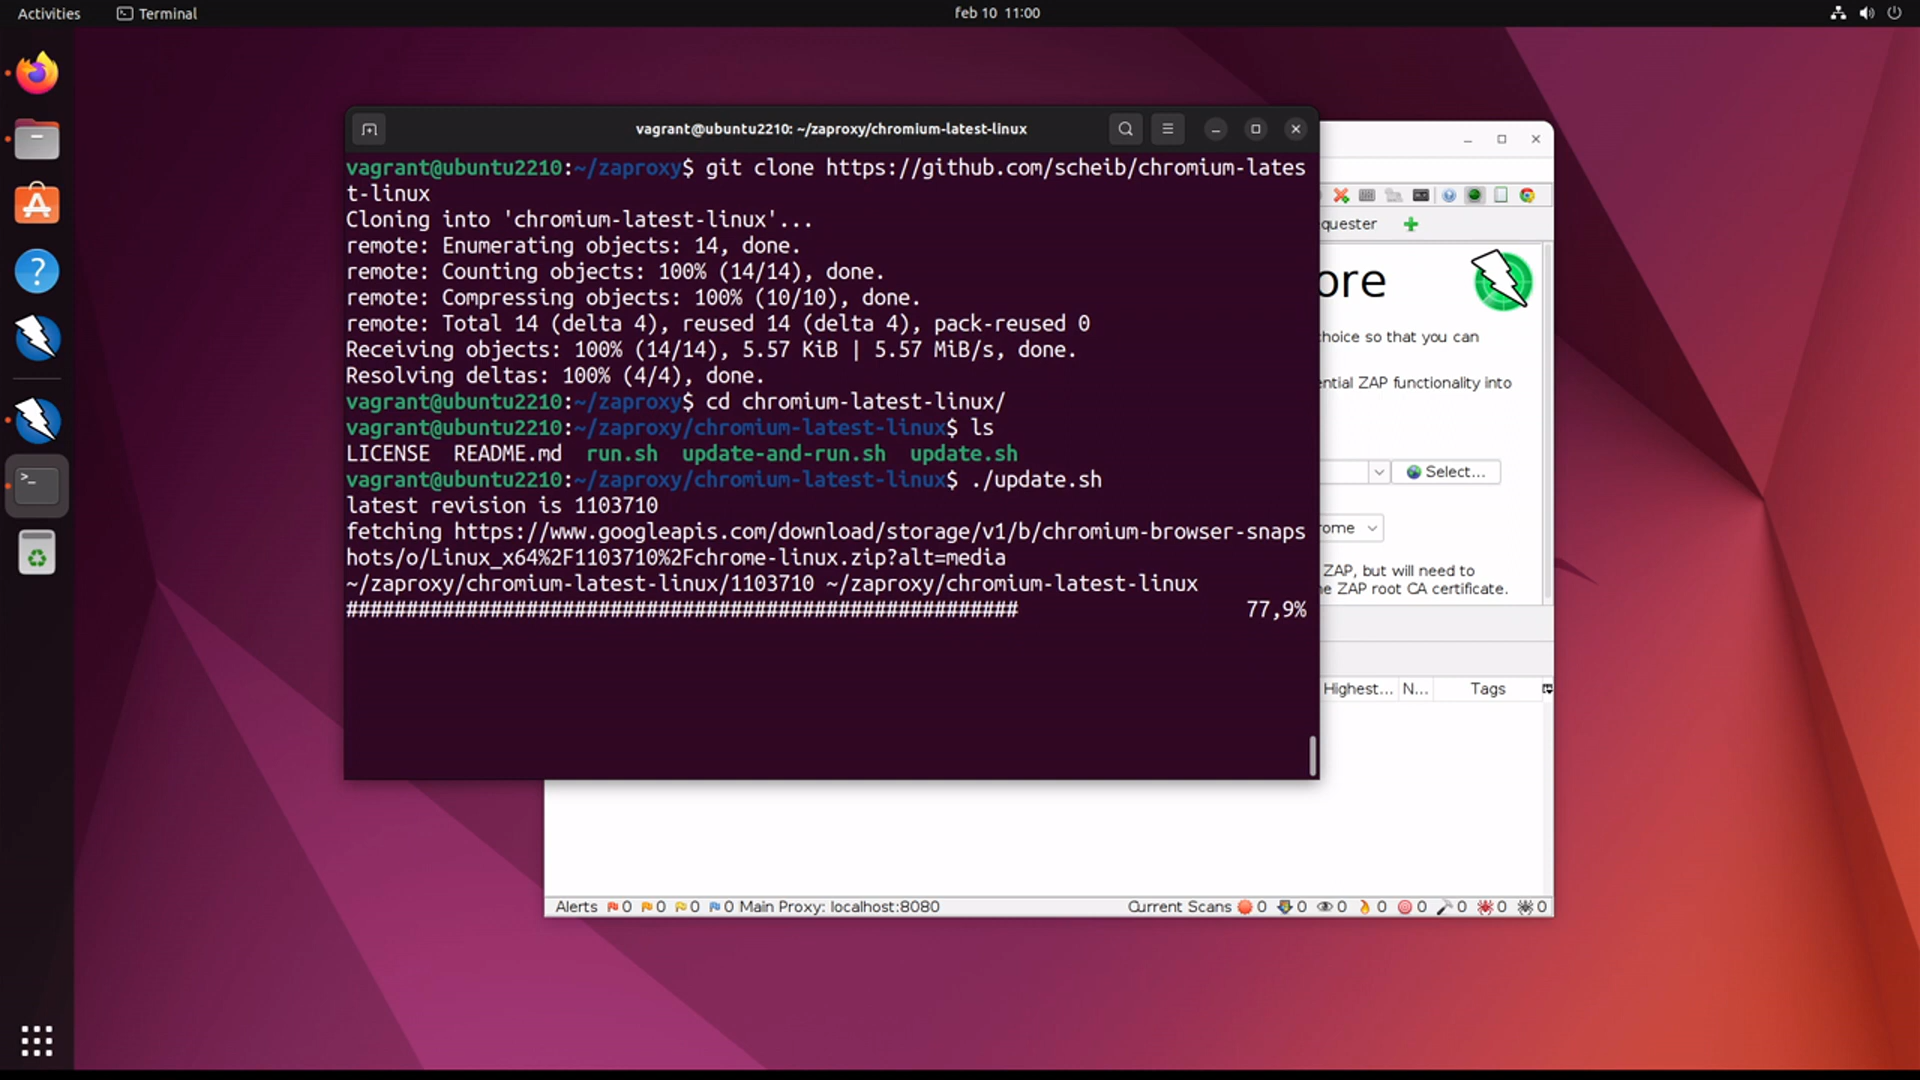 Activities Terminal feb 10 11:00
vagrant@ubuntu2210: ~/zaproxy/chromium-latest-linux
vagrant@ubuntu2210:~/zaproxy$ git clone https://github.com/scheib/chromium-lates
t-linux
Cloning into 'chromium-latest-linux'...
remote: Enumerating objects: 14, done.
remote: Counting objects: 100% (14/14), done.
remote: Compressing objects: 100% (10/10), done.
remote: Total 14 (delta 4), reused 14 (delta 4), pack-reused 0
Receiving objects: 100% (14/14), 5.57 KiB | 5.57 MiB/s, done.
Resolving deltas: 100% (4/4), done.
vagrant@ubuntu2210:~/zaproxy$ cd chromium-latest-linux/
vagrant@ubuntu2210:~/zaproxy/chromium-latest-linux$ ls
LICENSE README.md run.sh update-and-run.sh update.sh
vagrant@ubuntu2210:~/zaproxy/chromium-latest-linux$ ./update.sh
latest revision is 1103710
fetching https://www.googleapis.com/download/storage/v1/b/chromium-browser-snaps
hots/o/Linux_x64%2F1103710%2Fchrome-linux.zip?alt=media
~/zaproxy/chromium-latest-linux/1103710 ~/zaproxy/chromium-latest-linux
######################################################## 77,9%
quester
ore
hoice so that you can
ential ZAP functionality into
Select...
ome
ZAP, but will need to
ne ZAP root CA certificate.
Highest... N... Tags
Alerts 0 0 0 0 Main Proxy: localhost:8080 Current Scans 0 0 0 0 0 0 0 0